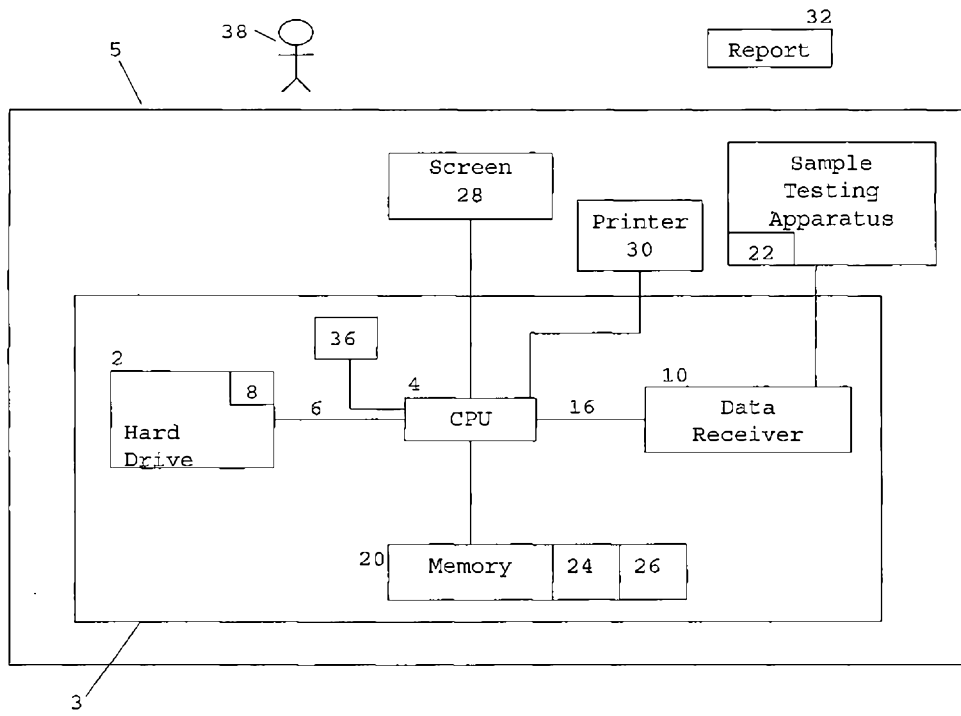 32
38
Report
5
Screen
28
Sample
Testing
Apparatus
22
Printer
30
36
2
8
Hard
Drive
6
4
CPU
16
10
Data
Receiver
20
Memory
24
26
3